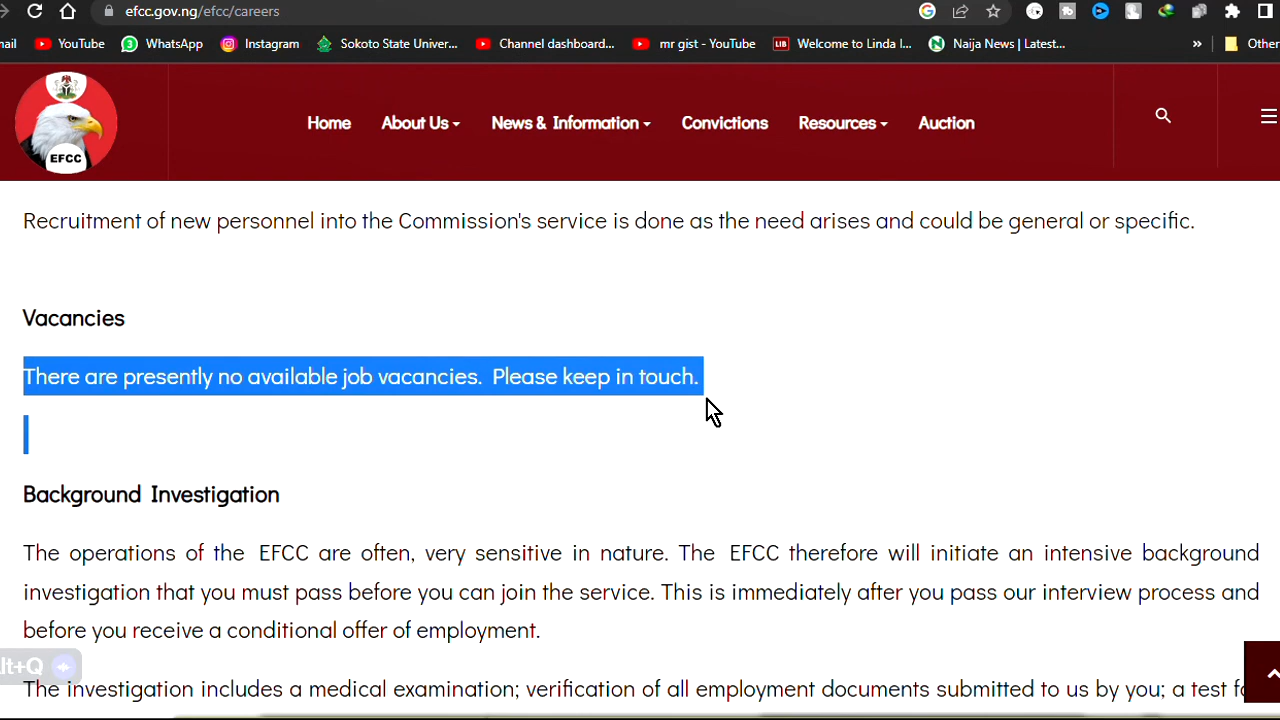 efcc.gov.ng/efcc/careers
YouTube WhatsApp Instagram Sokoto State Univer... Channel dashboard... mr gist - YouTube LIB Welcome to Linda I... Naija News | Latest... » Other
EFCC
Home About Us News & Information Convictions Resources Auction
Recruitment of new personnel into the Commission's service is done as the need arises and could be general or specific.
Vacancies
There are presently no available job vacancies. Please keep in touch.
Background Investigation
The operations of the EFCC are often, very sensitive in nature. The EFCC therefore will initiate an intensive background
investigation that you must pass before you can join the service. This is immediately after you pass our interview process and
before you receive a conditional offer of employment.
lt+Q
The investigation includes a medical examination; verification of all employment documents submitted to us by you; a test